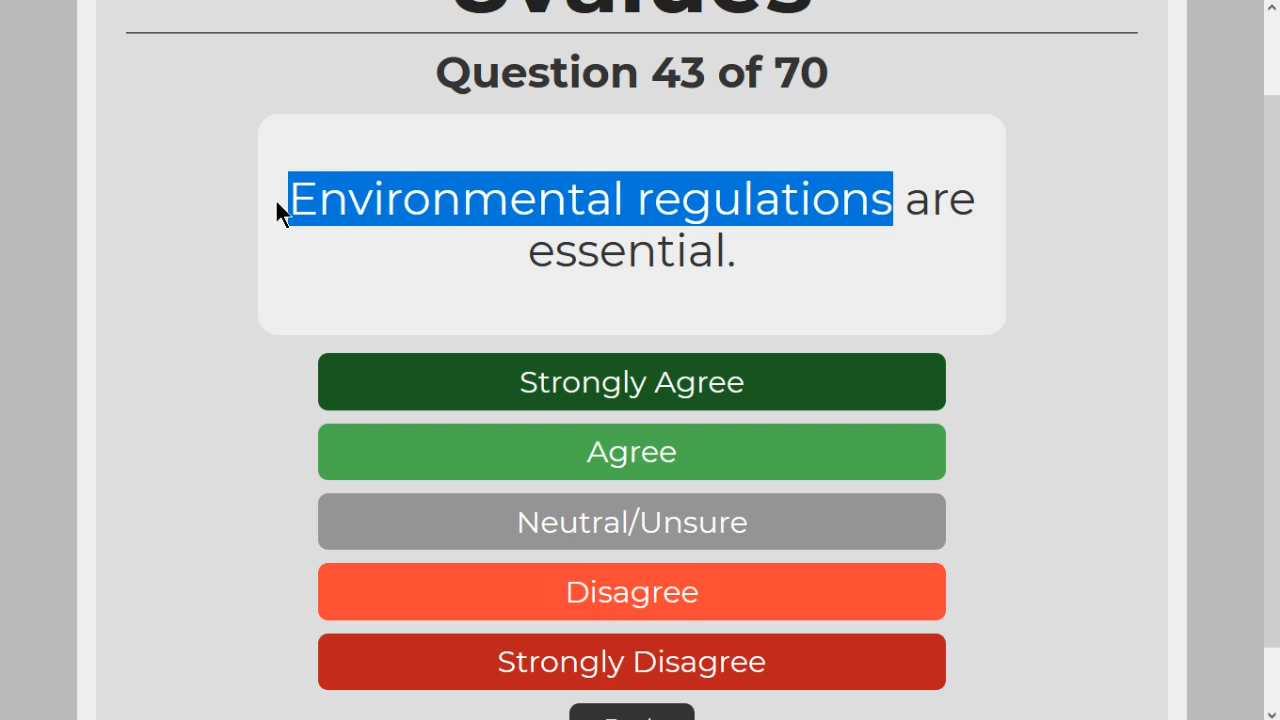 Question 43 of 70
Environmental regulations are
essential.
Strongly Agree
Agree
Neutral/Unsure
Disagree
Strongly Disagree